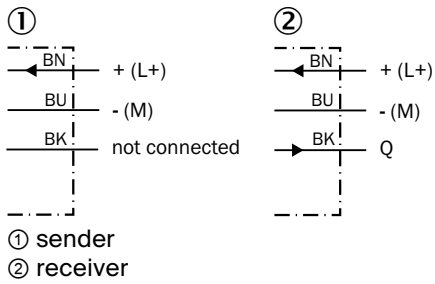 ① ②
BN + (L+) BN + (L+)
BU - (M) BU - (M)
BK not connected BK Q
① sender
② receiver